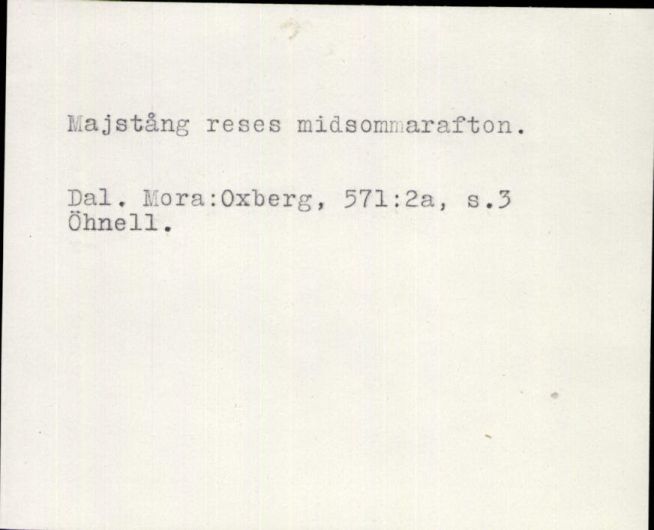 Majstång reses midsommarafton.
Dal. Mora:Oxberg, 571:2a, s.3
Öhnell.